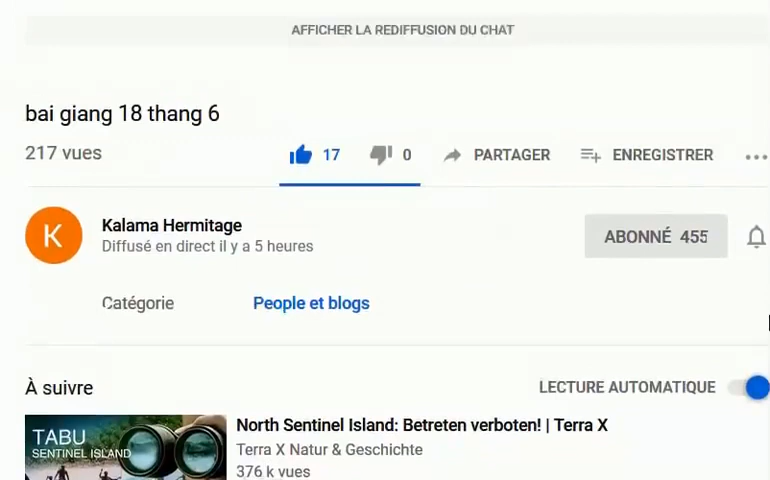 AFFICHER LA REDIFFUSION DU CHAT
bai giang 18 thang 6
217 vues
17
0
PARTAGER
ENREGISTRER
K
Kalama Hermitage
Diffusé en direct il y a 5 heures
ABONNÉ 455
Catégorie
People et blogs
À suivre
LECTURE AUTOMATIQUE
TABU
SENTINEL ISLAND
North Sentinel Island: Betreten verboten! | Terra X
Terra X Natur & Geschichte
376 k vues